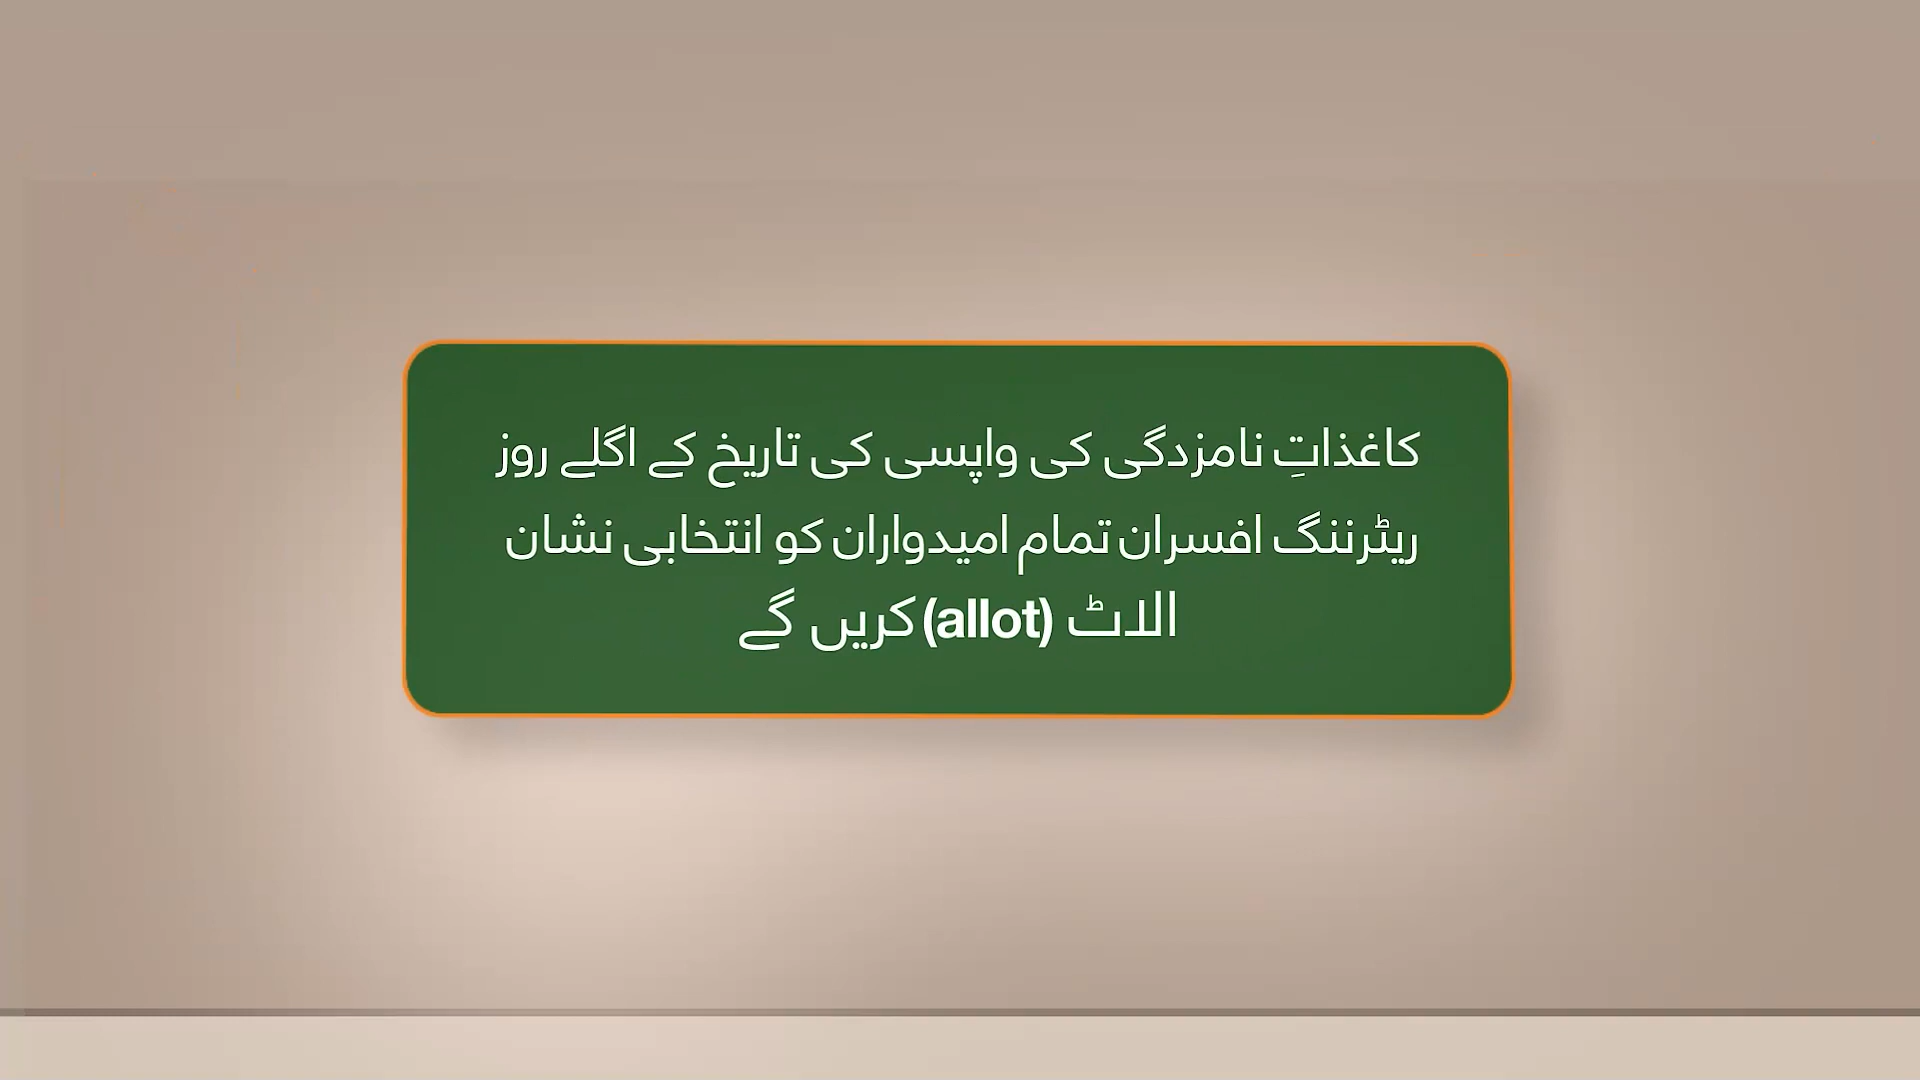 کاغذاتِ نامزدگی کی واپسی کی تاریخ کے اگلے روز
ریٹرننگ افسران تمام امیدواران کو انتخابی نشان
الاٹ (allot) کریں گے